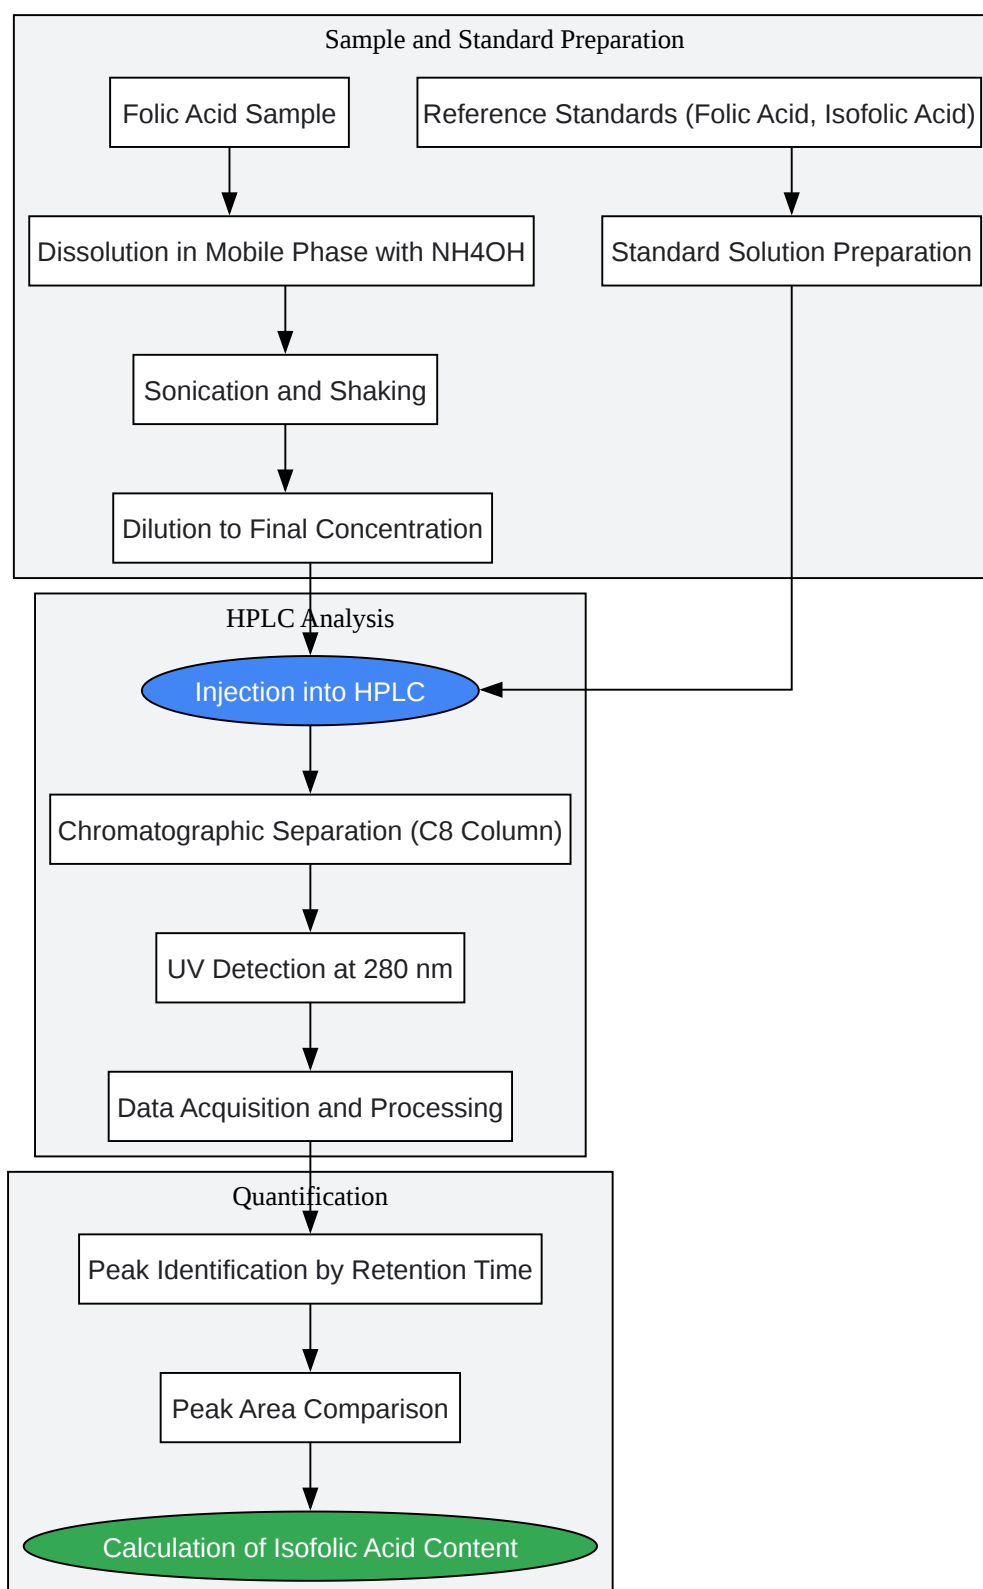 Sample and Standard Preparation
Folic Acid Sample
Reference Standards (Folic Acid, Isofolic Acid)
Dissolution in Mobile Phase with NH4OH
Standard Solution Preparation
Sonication and Shaking
Dilution to Final Concentration
HPLC Analysis
Injection into HPLC
Chromatographic Separation (C8 Column)
UV Detection at 280 nm
Data Acquisition and Processing
Quantification
Peak Identification by Retention Time
Peak Area Comparison
Calculation of Isofolic Acid Content